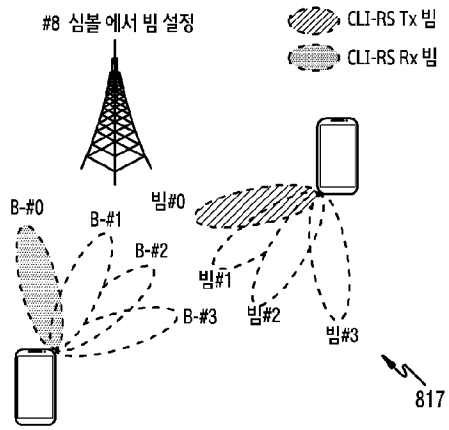 #8 심볼 에서 빔 설정
CLI-RS Tx 빔
CLI-RS Rx 빔
빔#0
B-#0
B-#1
B-#2
B-#3
빔#1
빔#2
빔#3
817